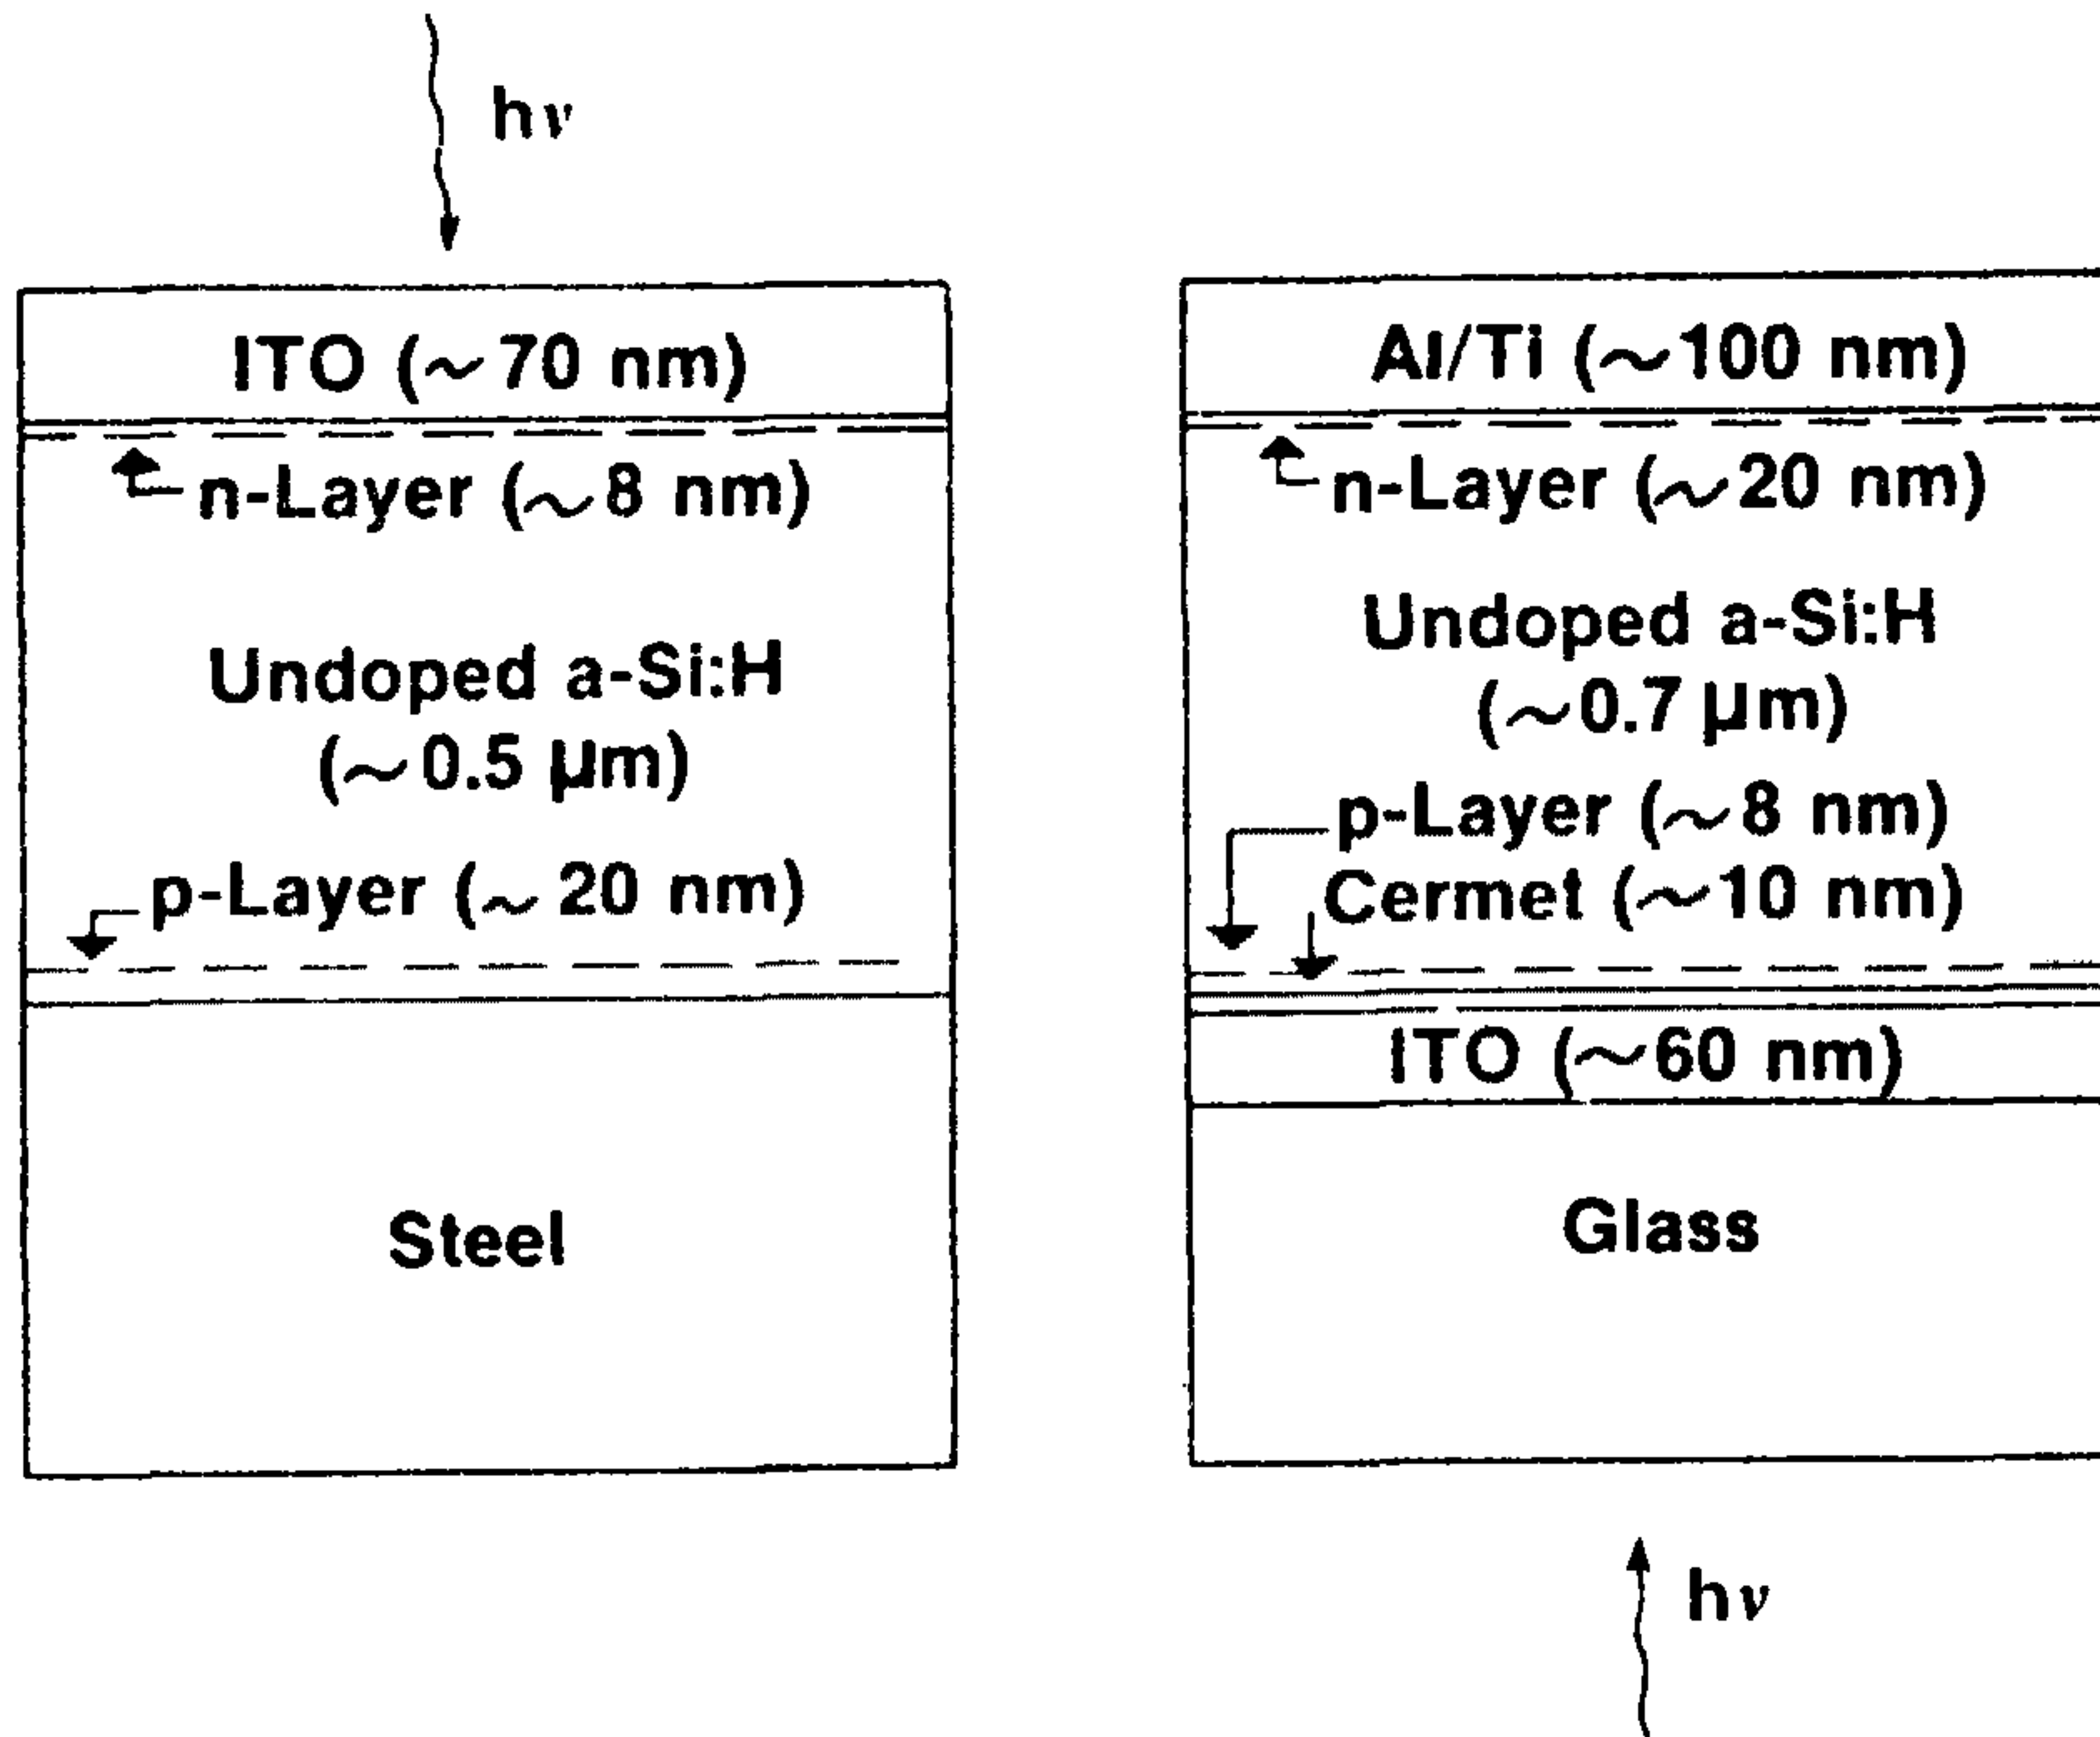 hν
ITO (~70 nm)
n-Layer (~8 nm)
Undoped a-Si:H
(~0.5 μm)
p-Layer (~20 nm)
Steel
Al/Ti (~100 nm)
n-Layer (~20 nm)
Undoped a-Si:H
(~0.7 μm)
p-Layer (~8 nm)
Cermet (~10 nm)
ITO (~60 nm)
Glass
hν